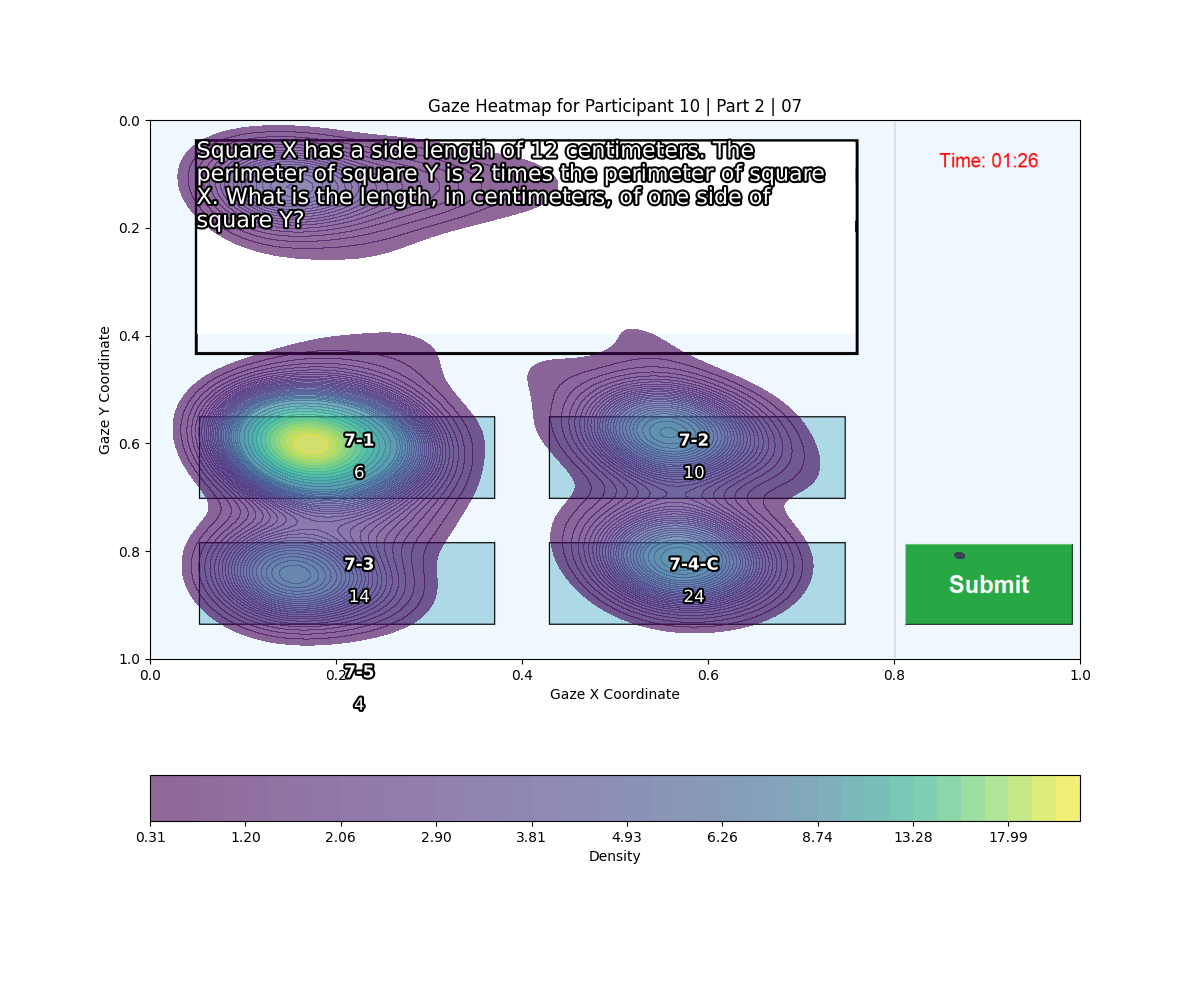 Gaze Heatmap for Participant 10 | Part 2 | 07
Square X has a side length of 12 centimeters. The
perimeter of square Y is 2 times the perimeter of square
X. What is the length, in centimeters, of one side of
square Y?
Time: 01:26
0.0
0.2
0.4
0.6
0.8
1.0
Gaze Y Coordinate
7-1
6
7-2
10
7-3
14
7-4-C
24
Submit
0.0
0.2
0.4
0.6
0.8
1.0
7-5
4
Gaze X Coordinate
0.31 1.20 2.06 2.90 3.81 4.93 6.26 8.74 13.28 17.99
Density